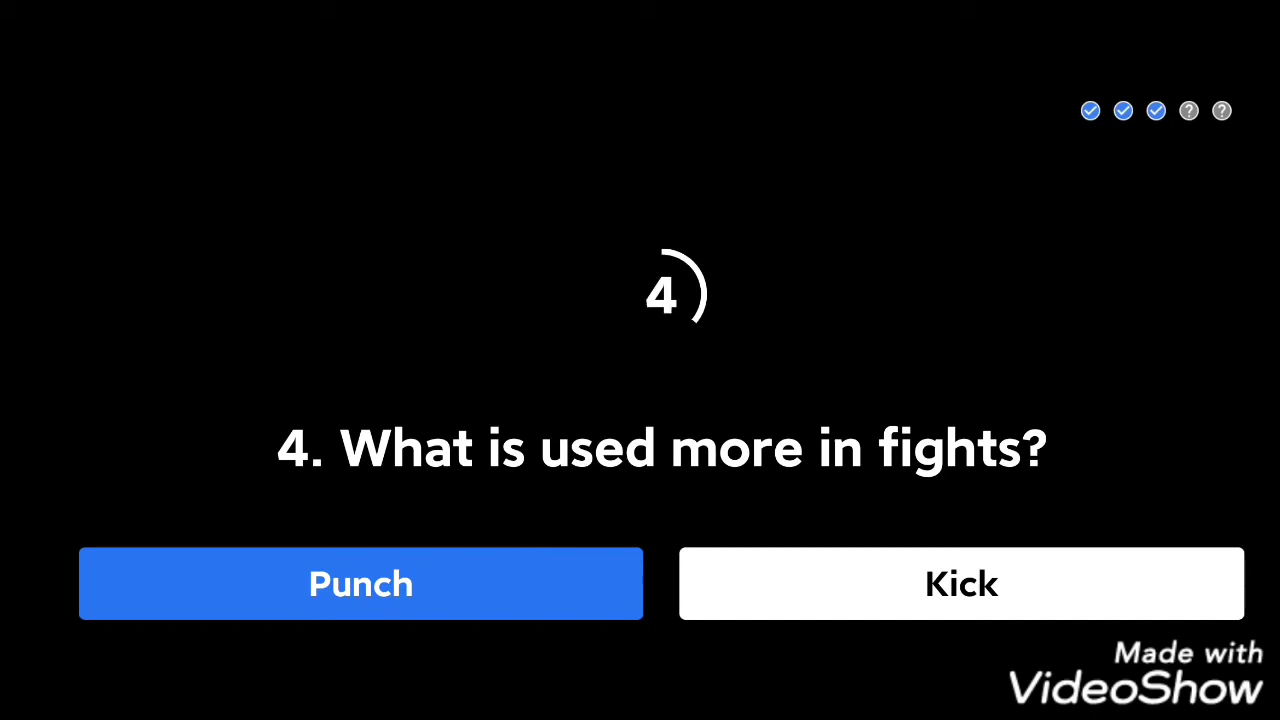 ? ?
4
4. What is used more in fights?
Punch
Kick
Made with
VideoShow